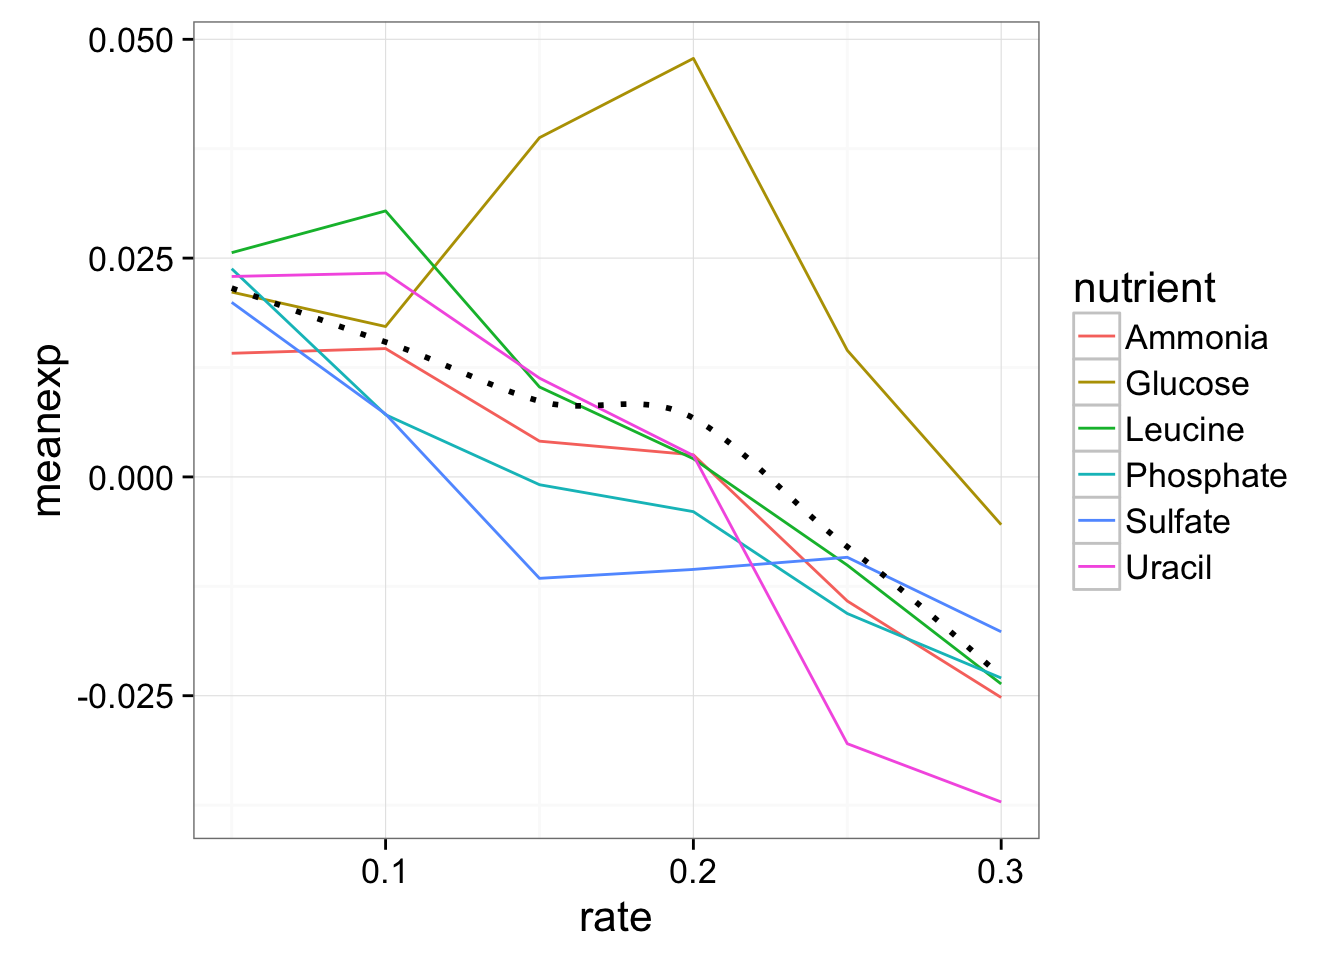 0.050
0.025
0.000
-0.025
meanexp
0.1
0.2
0.3
rate
nutrient
Ammonia
Glucose
Leucine
Phosphate
Sulfate
Uracil